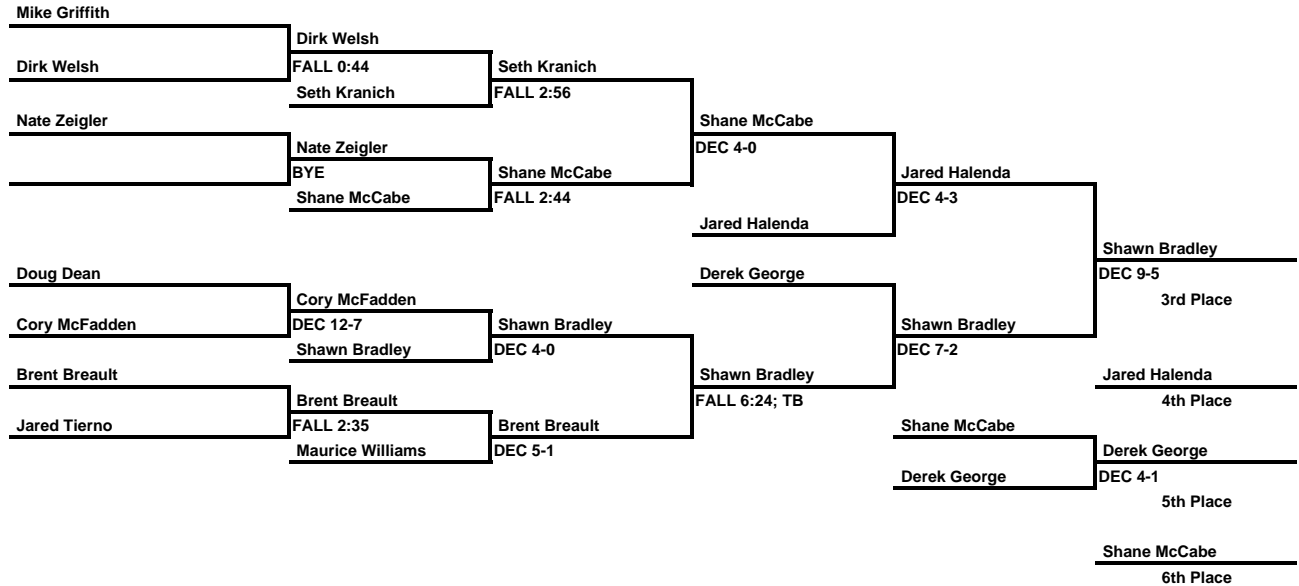 Mike Griffith
Dirk Welsh
Dirk Welsh
FALL 0:44
Seth Kranich
Seth Kranich
FALL 2:56
Nate Zeigler
Shane McCabe
Nate Zeigler
DEC 4-0
BYE
Shane McCabe
Jared Halenda
Shane McCabe
FALL 2:44
DEC 4-3
Jared Halenda
Shawn Bradley
Doug Dean
Derek George
DEC 9-5
Cory McFadden
3rd Place
Cory McFadden
DEC 12-7
Shawn Bradley
Shawn Bradley
Shawn Bradley
DEC 4-0
DEC 7-2
Brent Breault
Shawn Bradley
Jared Halenda
Brent Breault
FALL 6:24; TB
4th Place
Jared Tierno
FALL 2:35
Brent Breault
Shane McCabe
Maurice Williams
DEC 5-1
Derek George
Derek George
DEC 4-1
5th Place
Shane McCabe
6th Place